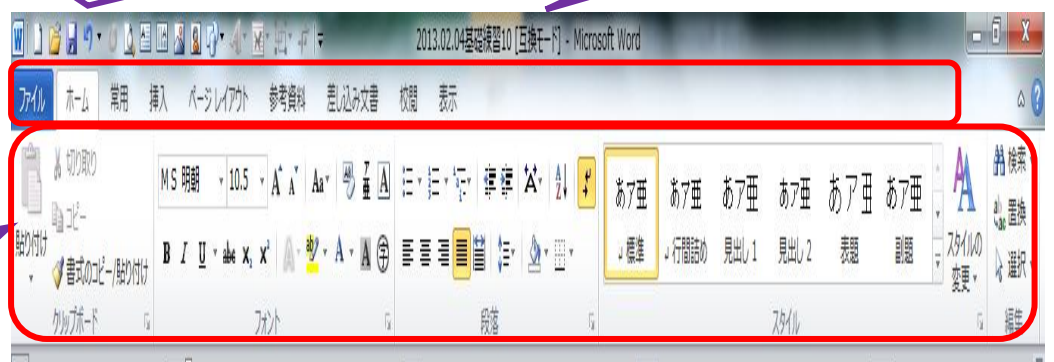 2013.02.04基礎練習10 [互換モード] - Microsoft Word
ファイル ホーム 常用 挿入 ページ レイアウト 参考資料 差し込み文書 校閲 表示
切り取り
コピー
書式のコピー/貼り付け
貼り付け
クリップボード
MS 明朝 10.5 A A Aa A
B I U abc X₂ X² A A
フォント
段落
あア亜 あア亜 あア亜 あア亜 あア亜 あア亜
標準 行間詰め 見出し 1 見出し 2 表題 副題
スタイルの
変更
スタイル
検索
置換
選択
編集